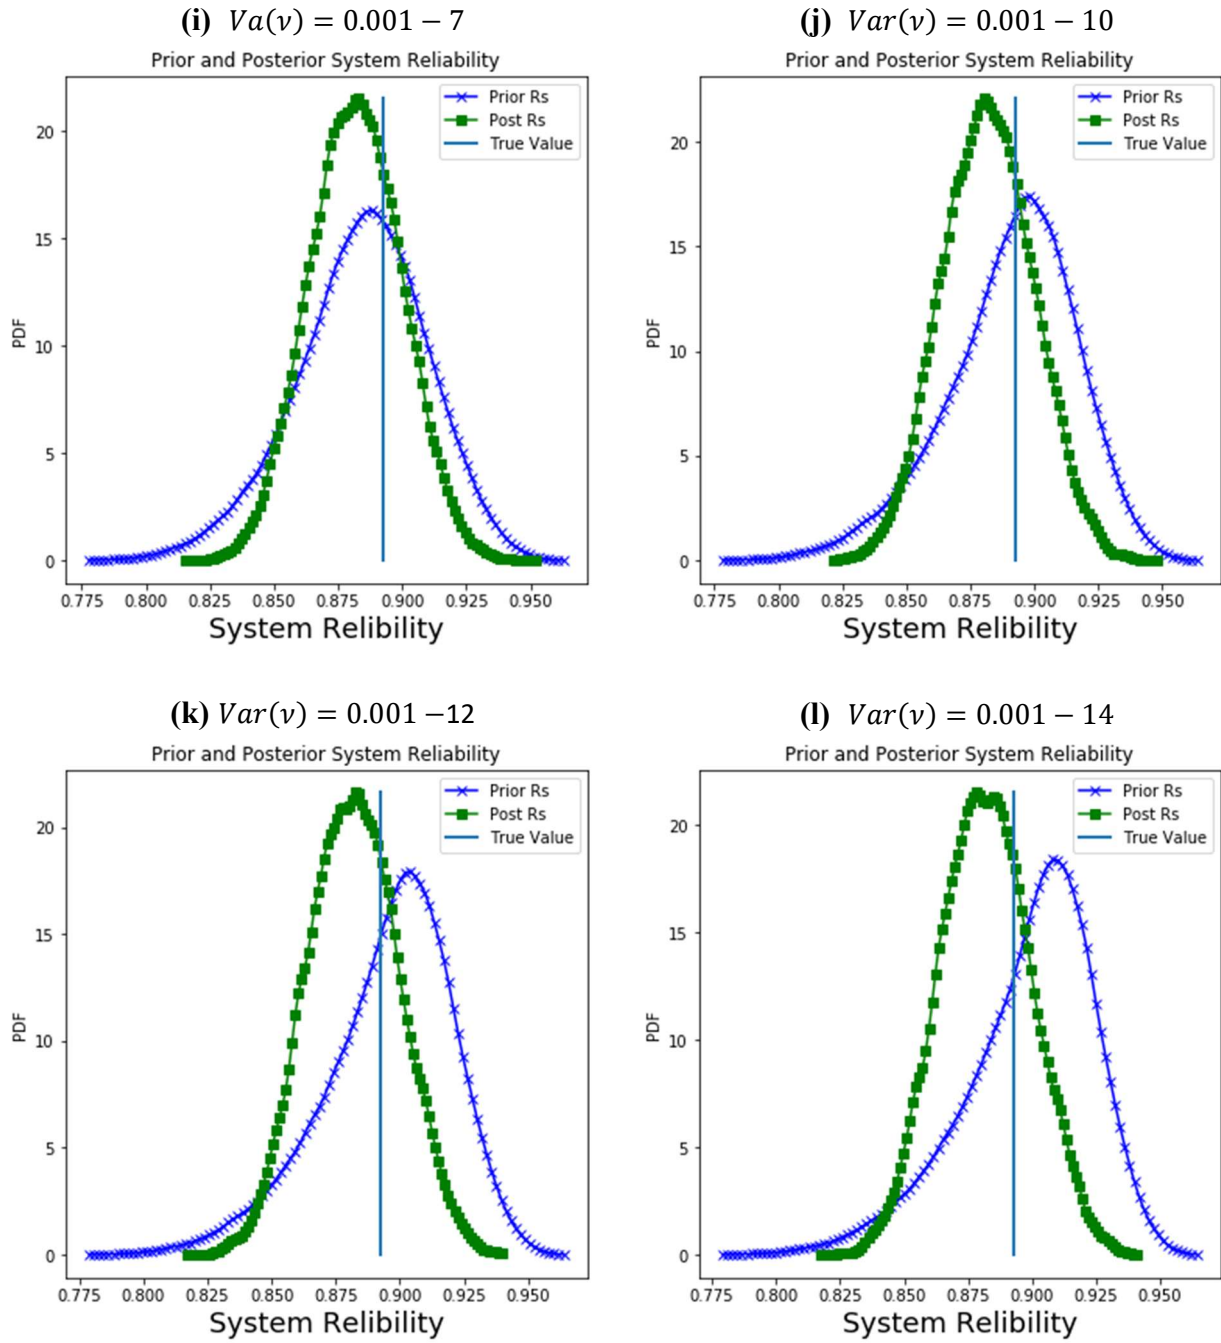 (i) Va(ν) = 0.001 − 7
Prior and Posterior System Reliability
Prior Rs
Post Rs
True Value
20
15
10
5
0
PDF
0.775 0.800 0.825 0.850 0.875 0.900 0.925 0.950
System Relibility
(j) Var(ν) = 0.001 − 10
Prior and Posterior System Reliability
Prior Rs
Post Rs
True Value
20
15
10
5
0
PDF
0.775 0.800 0.825 0.850 0.875 0.900 0.925 0.950
System Relibility
(k) Var(ν) = 0.001 −12
Prior and Posterior System Reliability
Prior Rs
Post Rs
True Value
20
15
10
5
0
PDF
0.775 0.800 0.825 0.850 0.875 0.900 0.925 0.950
System Relibility
(l) Var(ν) = 0.001 − 14
Prior and Posterior System Reliability
Prior Rs
Post Rs
True Value
20
15
10
5
0
PDF
0.775 0.800 0.825 0.850 0.875 0.900 0.925 0.950
System Relibility